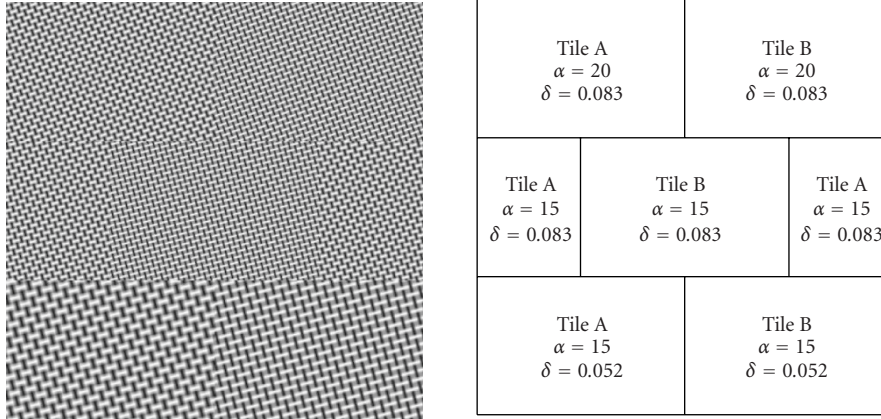 Tile A
α = 20
δ = 0.083
Tile B
α = 20
δ = 0.083
Tile A
α = 15
δ = 0.083
Tile B
α = 15
δ = 0.083
Tile A
α = 15
δ = 0.083
Tile A
α = 15
δ = 0.052
Tile B
α = 15
δ = 0.052